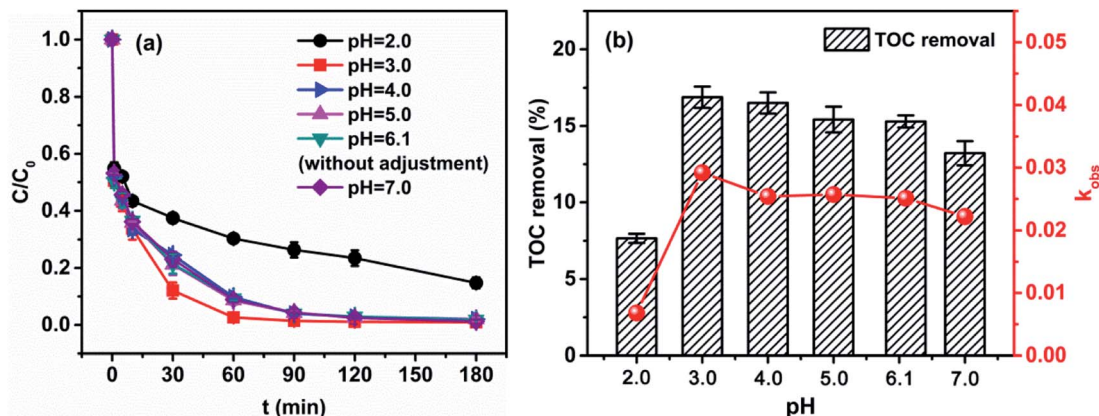 (a)
pH=2.0
pH=3.0
pH=4.0
pH=5.0
pH=6.1
(without adjustment)
pH=7.0
1.0
0.8
0.6
0.4
0.2
0.0
C/C0
0 30 60 90 120 150 180
t (min)
(b)
TOC removal
20
15
10
5
0
TOC removal (%)
2.0 3.0 4.0 5.0 6.1 7.0
pH
0.05
0.04
0.03
0.02
0.01
0.00
kobs